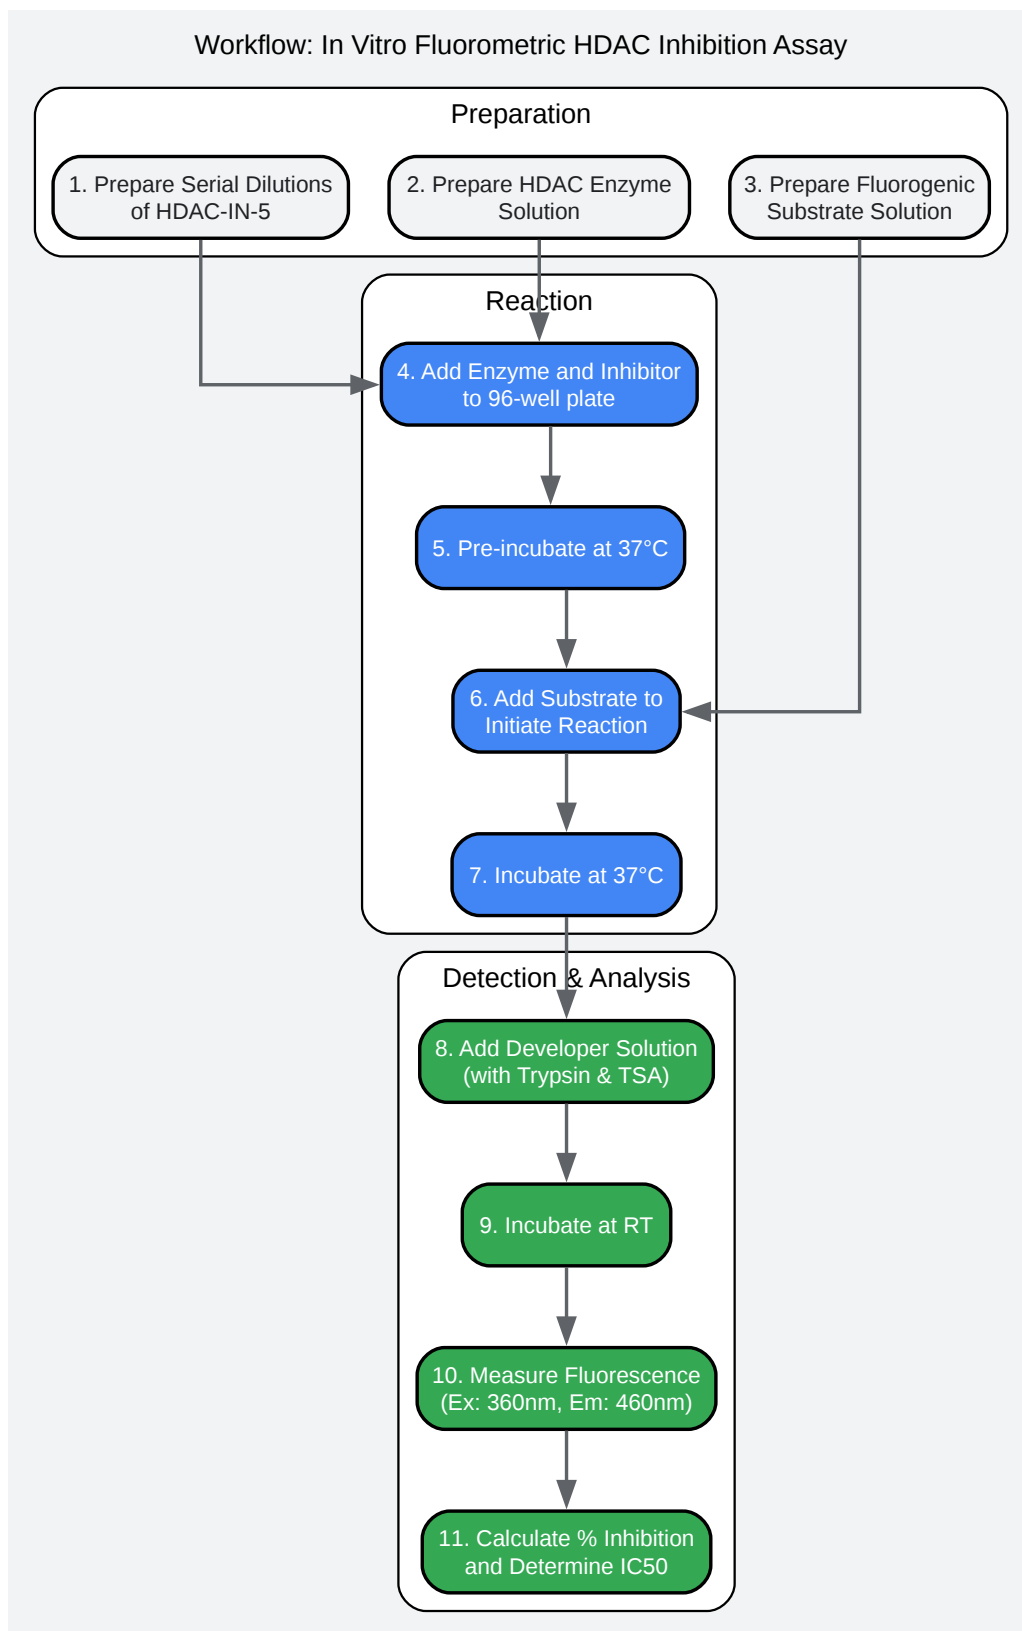 Workflow: In Vitro Fluorometric HDAC Inhibition Assay
Preparation
1. Prepare Serial Dilutions
of HDAC-IN-5
2. Prepare HDAC Enzyme
Solution
3. Prepare Fluorogenic
Substrate Solution
Reaction
4. Add Enzyme and Inhibitor
to 96-well plate
5. Pre-incubate at 37°C
6. Add Substrate to
Initiate Reaction
7. Incubate at 37°C
Detection & Analysis
8. Add Developer Solution
(with Trypsin & TSA)
9. Incubate at RT
10. Measure Fluorescence
(Ex: 360nm, Em: 460nm)
11. Calculate % Inhibition
and Determine IC50